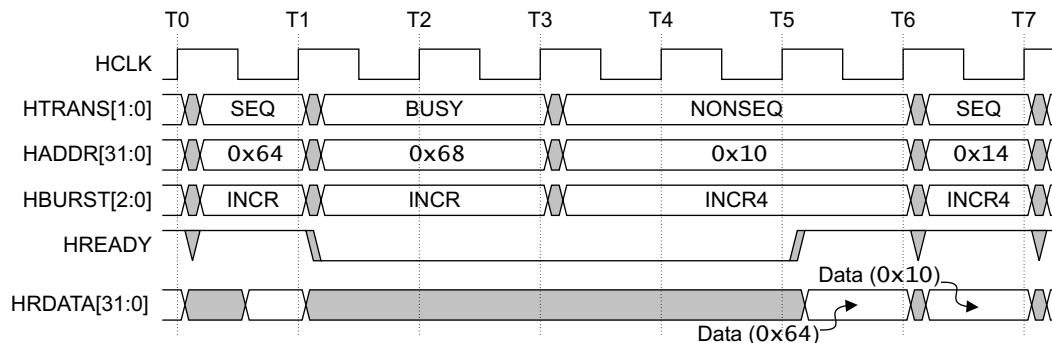 T0 T1 T2 T3 T4 T5 T6 T7
HCLK
HTRANS[1:0] SEQ BUSY NONSEQ SEQ
HADDR[31:0] 0x64 0x68 0x10 0x14
HBURST[2:0] INCR INCR INCR4 INCR4
HREADY
Data (0x10)
HRDATA[31:0]
Data (0x64)